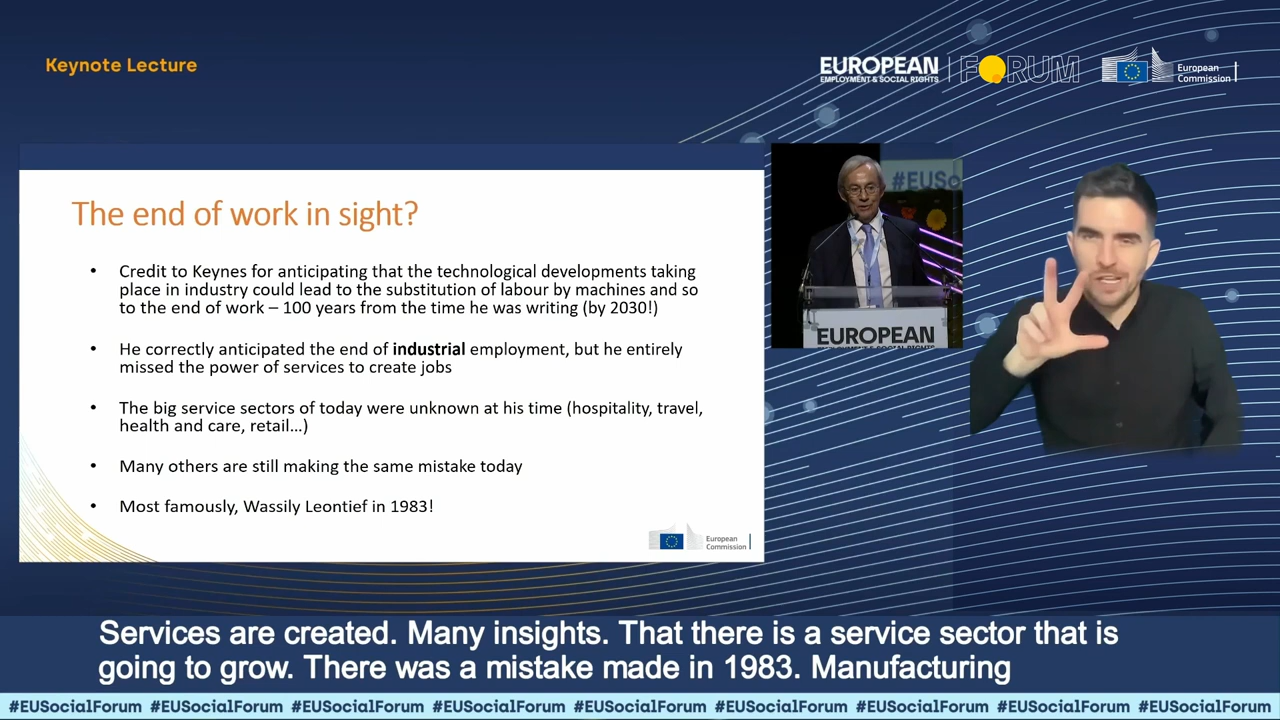 Keynote Lecture
EUROPEAN
EMPLOYMENT & SOCIAL RIGHTS
FORUM
European
Commission
The end of work in sight?
• Credit to Keynes for anticipating that the technological developments taking
place in industry could lead to the substitution of labour by machines and so
to the end of work – 100 years from the time he was writing (by 2030!)
• He correctly anticipated the end of industrial employment, but he entirely
missed the power of services to create jobs
• The big service sectors of today were unknown at his time (hospitality, travel,
health and care, retail...)
• Many others are still making the same mistake today
• Most famously, Wassily Leontief in 1983!
European
Commission
#EUSo
EUROPEAN
EMPLOYMENT & SOCIAL RIGHTS
Services are created. Many insights. That there is a service sector that is
going to grow. There was a mistake made in 1983. Manufacturing
#EUSocialForum #EUSocialForum #EUSocialForum #EUSocialForum #EUSocialForum #EUSocialForum #EUSocialForum #EUSocialForum #EUSocialForum